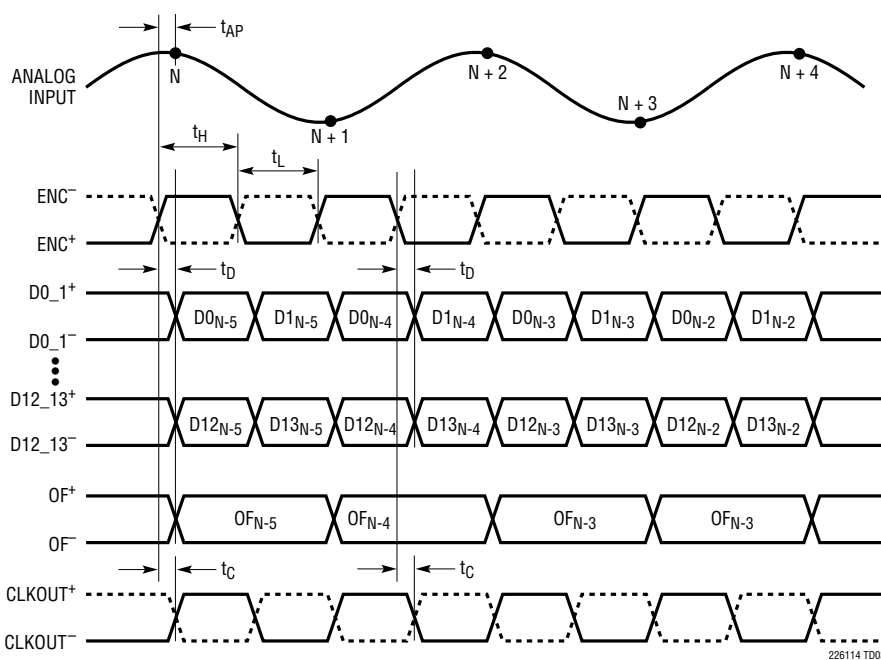 tAP
ANALOG
INPUT
N
N + 1
N + 2
N + 3
N + 4
tH
tL
ENC–
ENC+
tD
tD
D0_1+
D0N-5 D1N-5 D0N-4 D1N-4 D0N-3 D1N-3 D0N-2 D1N-2
D0_1–
D12_13+
D12N-5 D13N-5 D12N-4 D13N-4 D12N-3 D13N-3 D12N-2 D13N-2
D12_13–
OF+
OFN-5 OFN-4 OFN-3 OFN-3
OF–
tC
tC
CLKOUT+
CLKOUT–